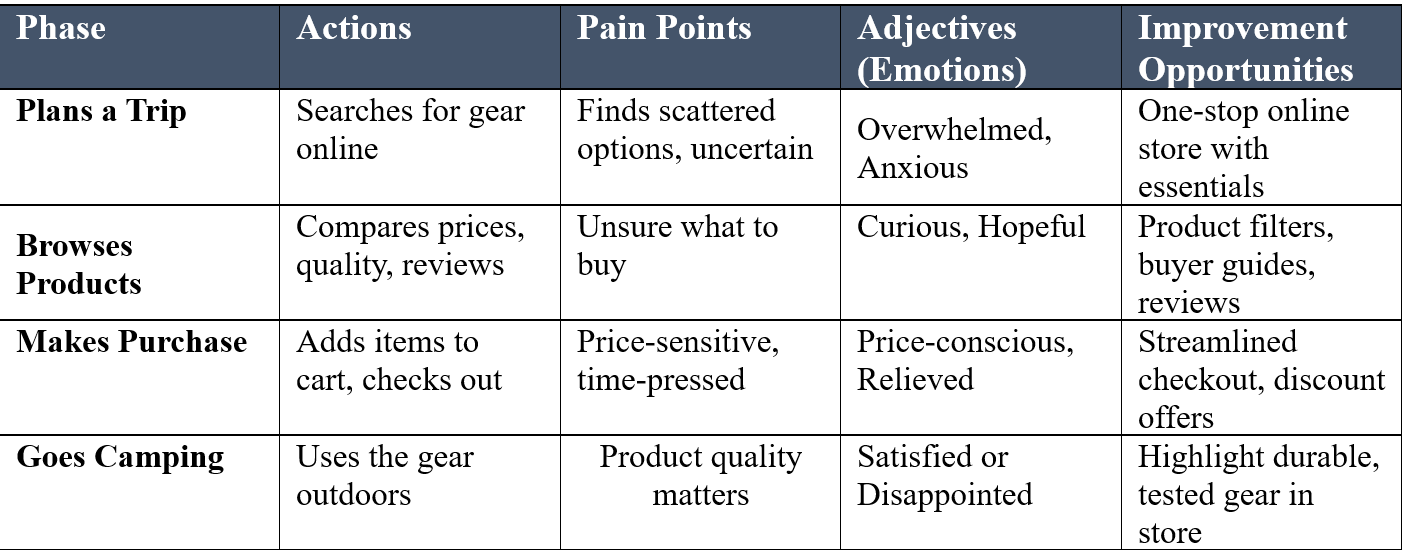 Phase
Actions
Pain Points
Adjectives
(Emotions)
Improvement
Opportunities
Plans a Trip
Searches for gear
online
Finds scattered
options, uncertain
Overwhelmed,
Anxious
One-stop online
store with
essentials
Browses
Products
Compares prices,
quality, reviews
Unsure what to
buy
Curious, Hopeful
Product filters,
buyer guides,
reviews
Makes Purchase
Adds items to
cart, checks out
Price-sensitive,
time-pressed
Price-conscious,
Relieved
Streamlined
checkout, discount
offers
Goes Camping
Uses the gear
outdoors
Product quality
matters
Satisfied or
Disappointed
Highlight durable,
tested gear in
store